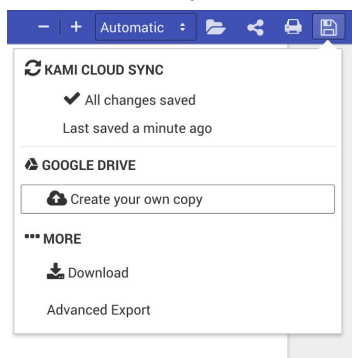 Automatic
KAMI CLOUD SYNC
All changes saved
Last saved a minute ago
GOOGLE DRIVE
Create your own copy
MORE
Download
Advanced Export